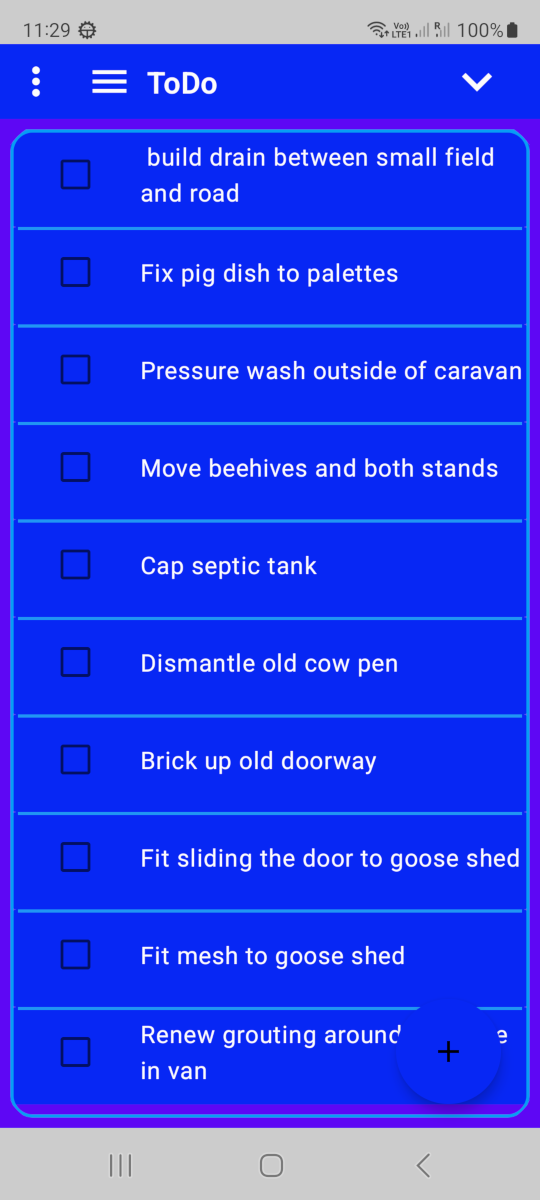 11:29
Vo)) R 100%
LTE1
ToDo
build drain between small field
and road
Fix pig dish to palettes
Pressure wash outside of caravan
Move beehives and both stands
Cap septic tank
Dismantle old cow pen
Brick up old doorway
Fit sliding the door to goose shed
Fit mesh to goose shed
Renew grouting around
in van
+